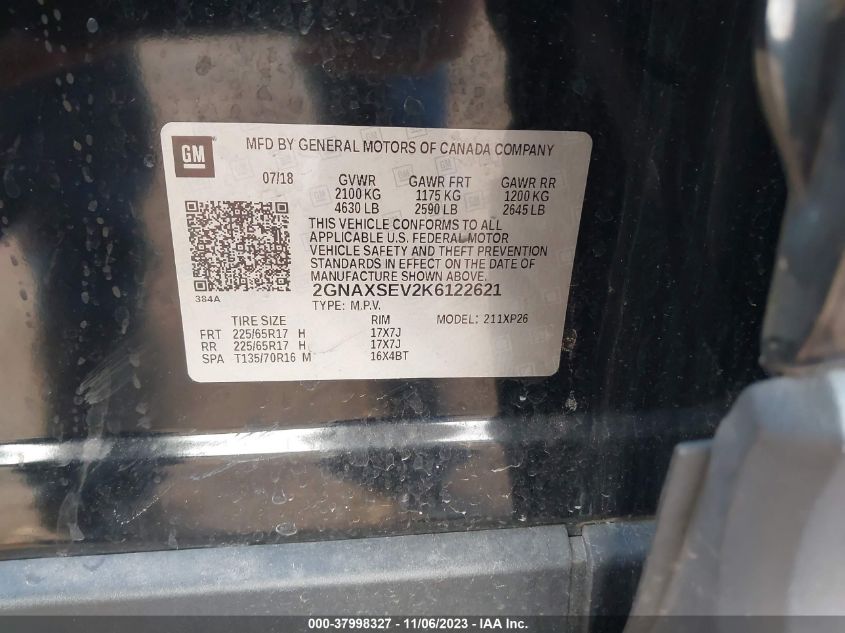 GM
MFD BY GENERAL MOTORS OF CANADA COMPANY
07/18 GVWR GAWR FRT GAWR RR
2100 KG 1175 KG 1200 KG
4630 LB 2590 LB 2645 LB
THIS VEHICLE CONFORMS TO ALL
APPLICABLE U.S. FEDERAL MOTOR
VEHICLE SAFETY AND THEFT PREVENTION
STANDARDS IN EFFECT ON THE DATE OF
MANUFACTURE SHOWN ABOVE.
384A
2GNAXSEV2K6122621
TYPE: M.P.V.
TIRE SIZE RIM MODEL: 211XP26
FRT 225/65R17 H 17X7J
RR 225/65R17 H 17X7J
SPA T135/70R16 M 16X4BT
000-37998327 - 11/06/2023 - IAA Inc.